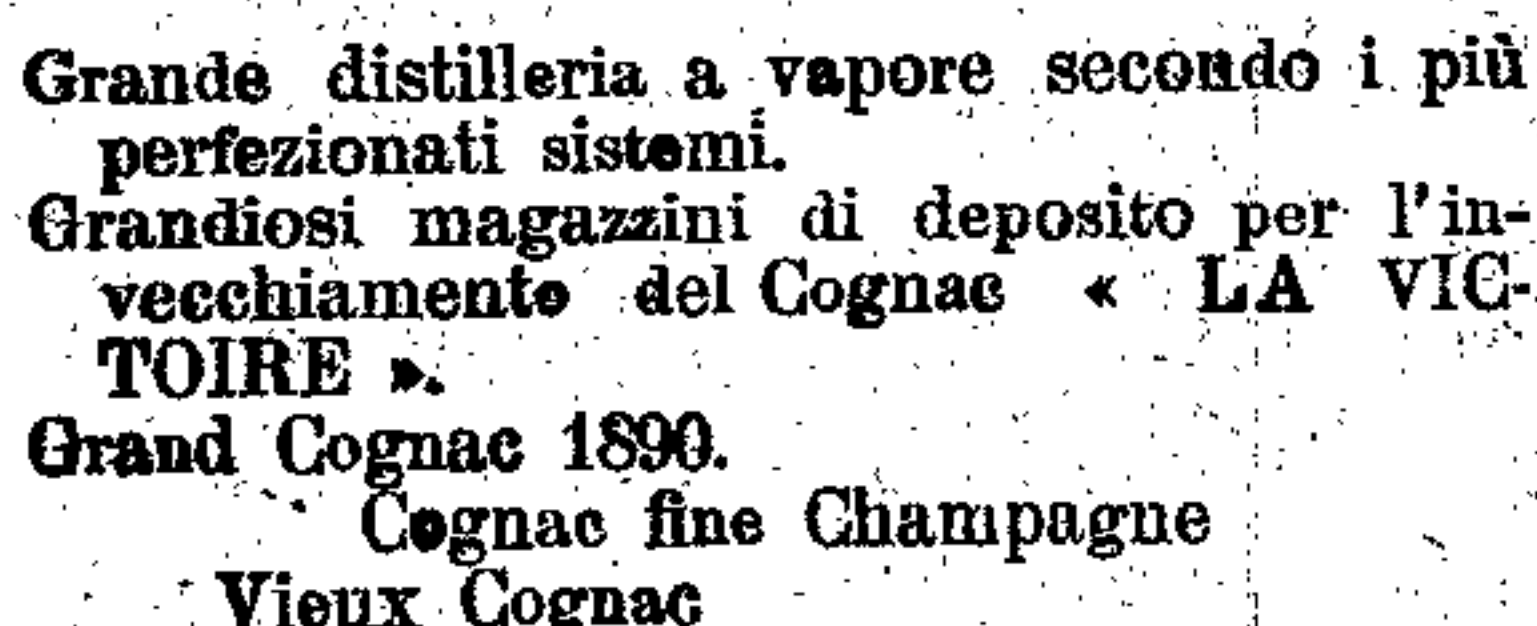 Grande distilleria a vapore secondo i più
perfezionati sistemi.
Grandiosi magazzini di deposito per l'in-
vecchiamento del Cognac « LA VIC-
TOIRE ».
Grand Cognac 1890.
Cognac fine Champagne
Vieux Cognac